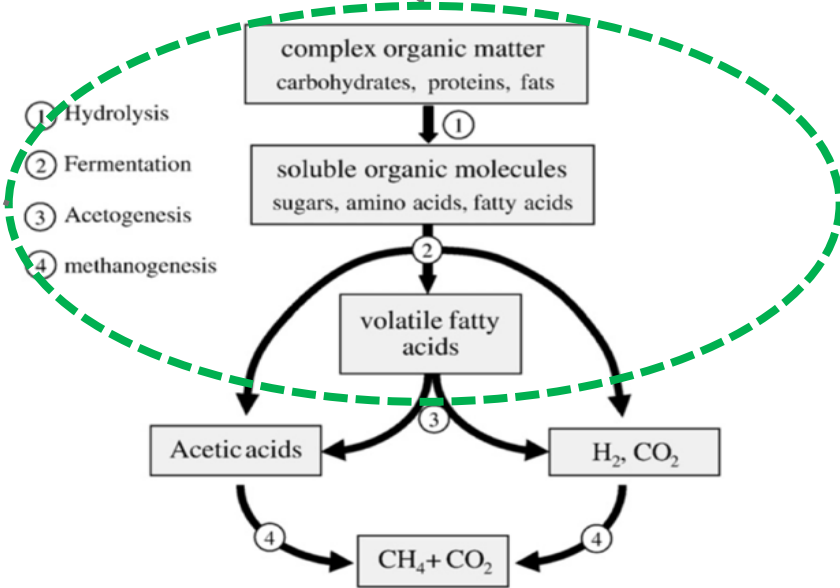 complex organic matter
carbohydrates, proteins, fats
1 Hydrolysis
1
2 Fermentation
soluble organic molecules
sugars, amino acids, fatty acids
3 Acetogenesis
2
4 methanogenesis
volatile fatty
acids
3
Acetic acids
H₂, CO₂
4
4
CH₄+ CO₂